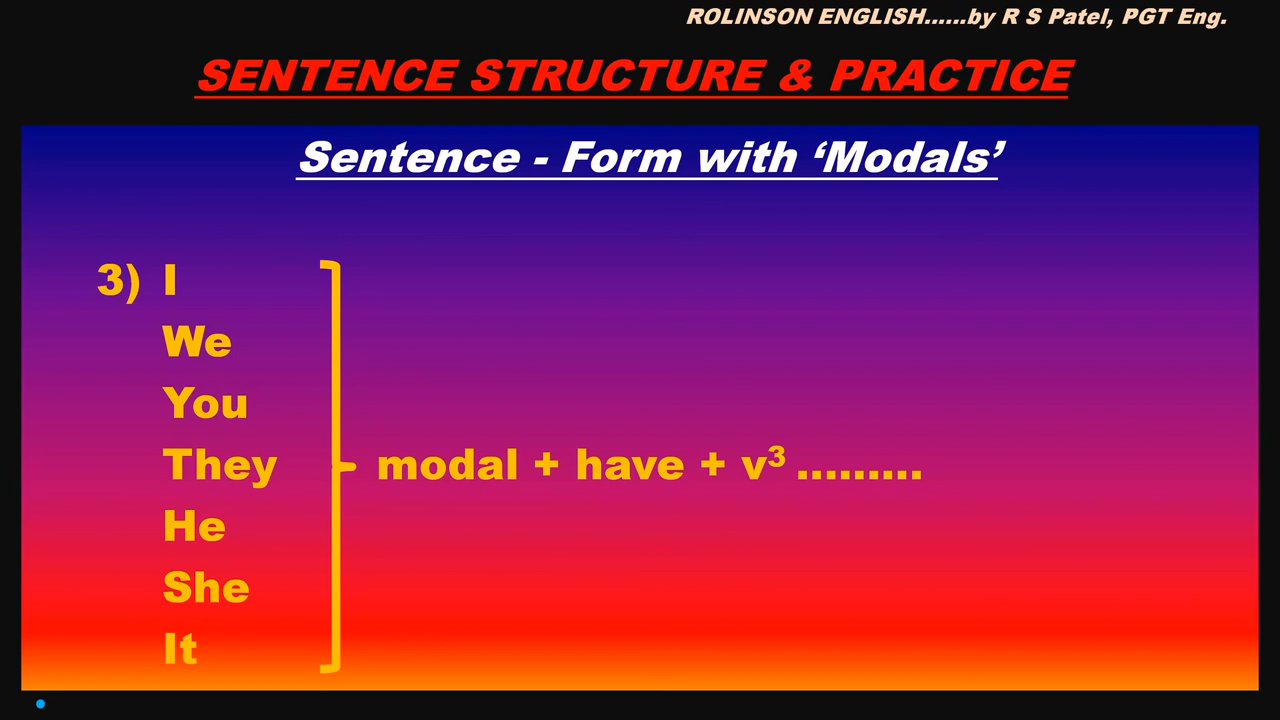 ROLINSON ENGLISH......by R S Patel, PGT Eng.
SENTENCE STRUCTURE & PRACTICE
Sentence - Form with ‘Modals’
3) I
We
You
They modal + have + v³ .........
He
She
It